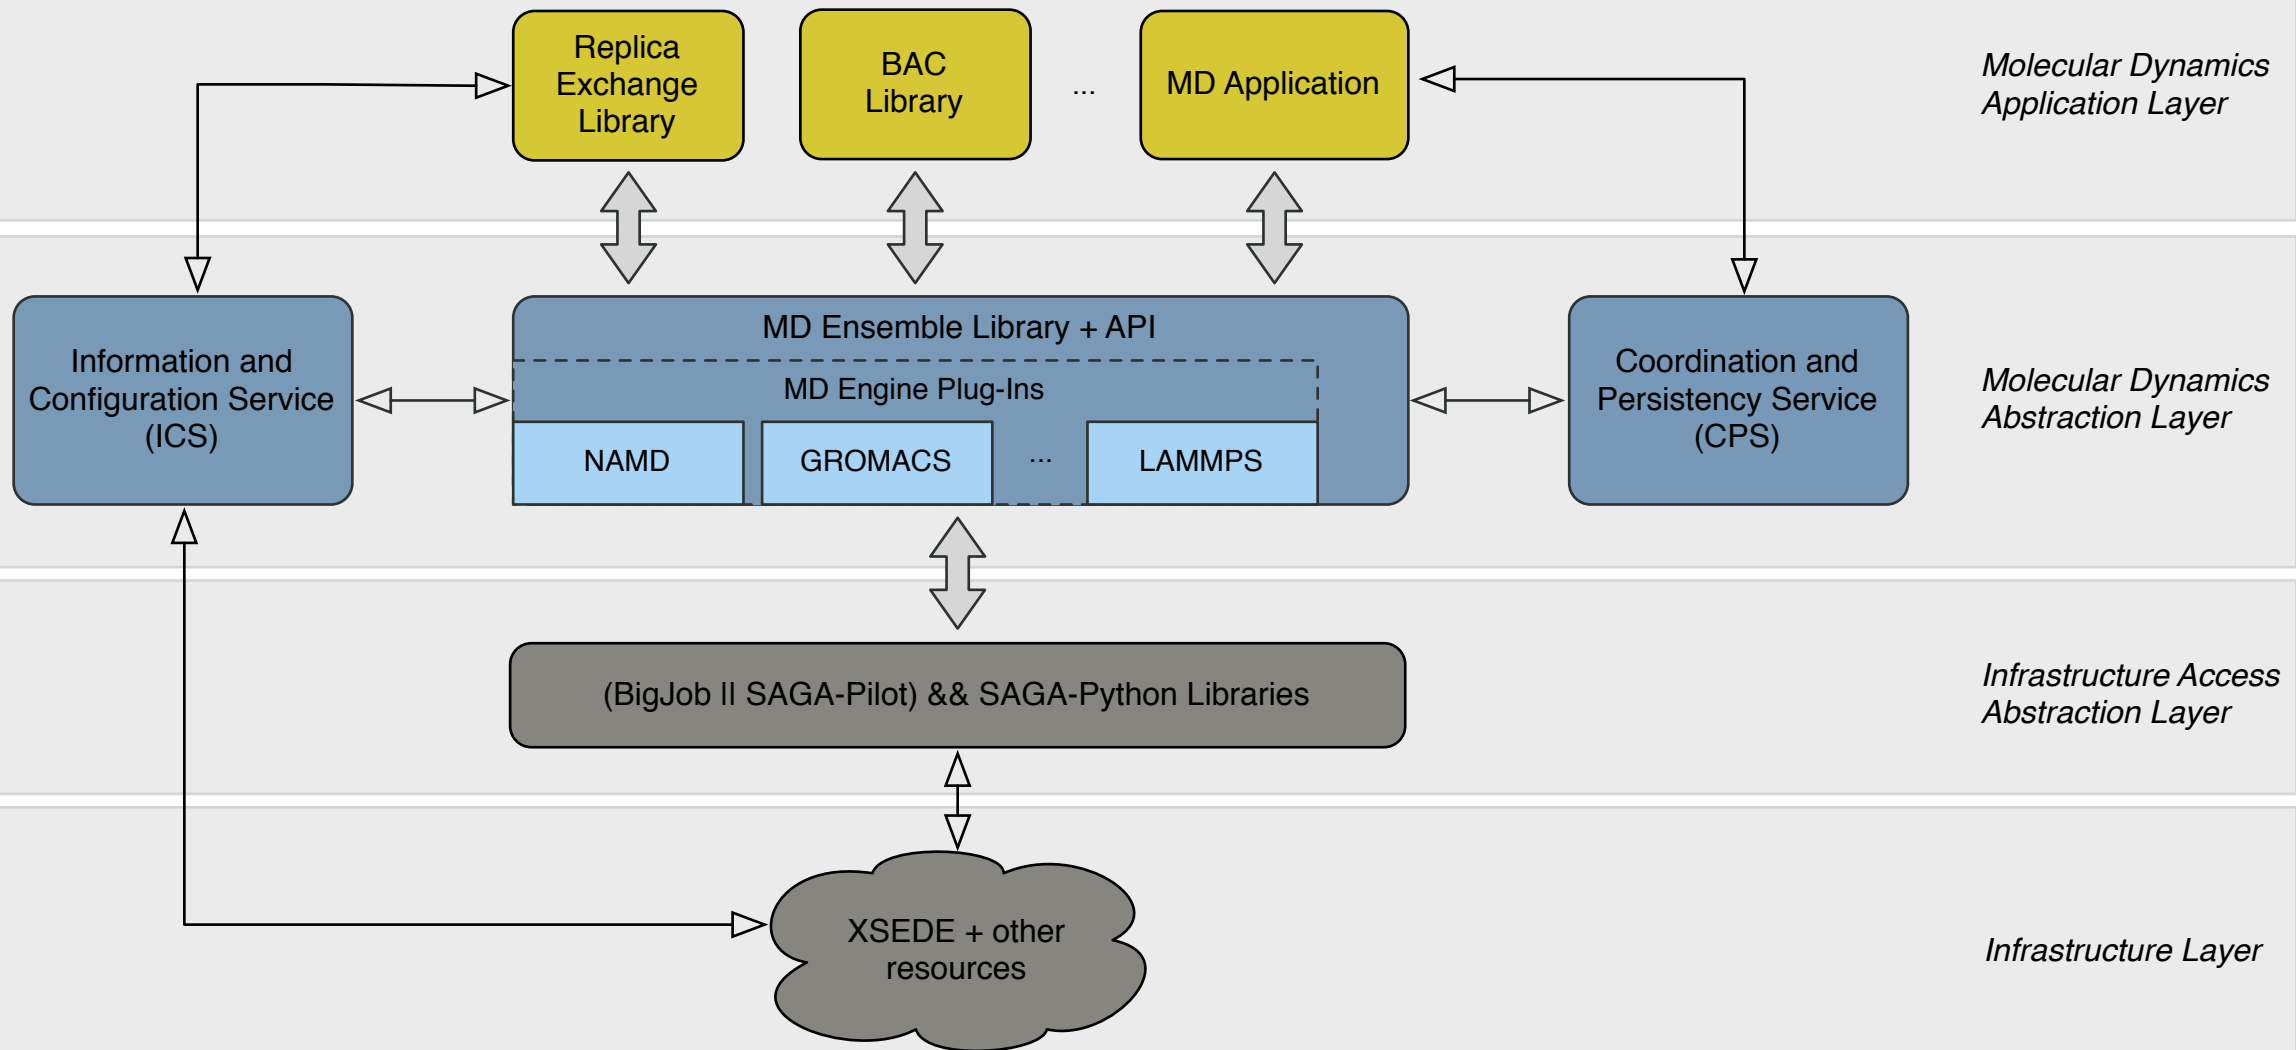 Replica
Exchange
Library
BAC
Library
...
MD Application
Molecular Dynamics
Application Layer
Information and
Configuration Service
(ICS)
MD Ensemble Library + API
MD Engine Plug-Ins
NAMD
GROMACS
...
LAMMPS
Coordination and
Persistency Service
(CPS)
Molecular Dynamics
Abstraction Layer
(BigJob || SAGA-Pilot) && SAGA-Python Libraries
Infrastructure Access
Abstraction Layer
XSEDE + other
resources
Infrastructure Layer